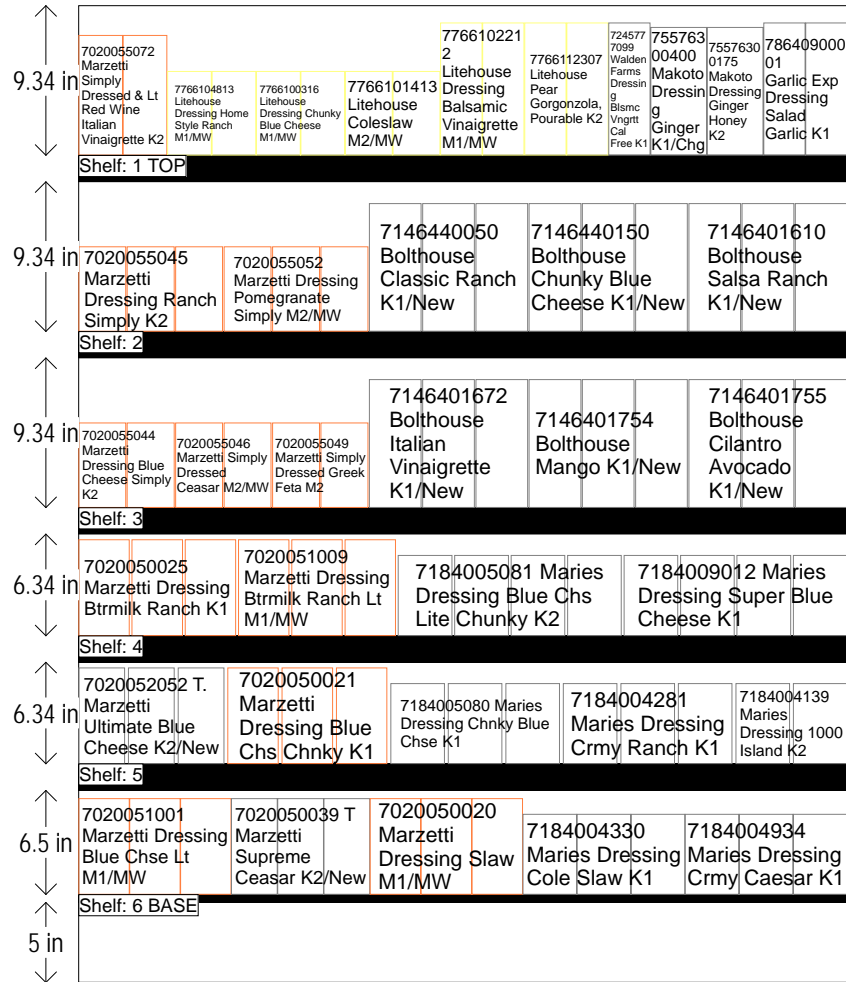 9.34 in
7020055072
Marzetti
Simply
Dressed & Lt
Red Wine
Italian
Vinaigrette K2
7766104813
Litehouse
Dressing Home
Style Ranch
M1/MW
7766100316
Litehouse
Dressing Chunky
Blue Cheese
M1/MW
7766101413
Litehouse
Coleslaw
M2/MW
776610221
2
Litehouse
Dressing
Balsamic
Vinaigrette
M1/MW
7766112307
Litehouse
Pear
Gorgonzola,
Pourable K2
724577
7099
Walden
Farms
Dressin
g
Blsmc
Vngrtt
Cal
Free K1
755763
00400
Makoto
Dressin
g
Ginger
K1/Chg
7557630
0175
Makoto
Dressing
Ginger
Honey
K2
786409000
01
Garlic Exp
Dressing
Salad
Garlic K1
Shelf: 1 TOP
9.34 in
7020055045
Marzetti
Dressing Ranch
Simply K2
7020055052
Marzetti Dressing
Pomegranate
Simply M2/MW
7146440050
Bolthouse
Classic Ranch
K1/New
7146440150
Bolthouse
Chunky Blue
Cheese K1/New
7146401610
Bolthouse
Salsa Ranch
K1/New
Shelf: 2
9.34 in
7020055044
Marzetti
Dressing Blue
Cheese Simply
K2
7020055046
Marzetti Simply
Dressed
Ceasar M2/MW
7020055049
Marzetti Simply
Dressed Greek
Feta M2
7146401672
Bolthouse
Italian
Vinaigrette
K1/New
7146401754
Bolthouse
Mango K1/New
7146401755
Bolthouse
Cilantro
Avocado
K1/New
Shelf: 3
6.34 in
7020050025
Marzetti Dressing
Btrmilk Ranch K1
7020051009
Marzetti Dressing
Btrmilk Ranch Lt
M1/MW
7184005081 Maries
Dressing Blue Chs
Lite Chunky K2
7184009012 Maries
Dressing Super Blue
Cheese K1
Shelf: 4
6.34 in
7020052052 T.
Marzetti
Ultimate Blue
Cheese K2/New
7020050021
Marzetti
Dressing Blue
Chs Chnky K1
7184005080 Maries
Dressing Chnky Blue
Chse K1
7184004281
Maries Dressing
Crmy Ranch K1
7184004139
Maries
Dressing 1000
Island K2
Shelf: 5
6.5 in
7020051001
Marzetti Dressing
Blue Chse Lt
M1/MW
7020050039 T
Marzetti
Supreme
Ceasar K2/New
7020050020
Marzetti
Dressing Slaw
M1/MW
7184004330
Maries Dressing
Cole Slaw K1
7184004934
Maries Dressing
Crmy Caesar K1
Shelf: 6 BASE
5 in